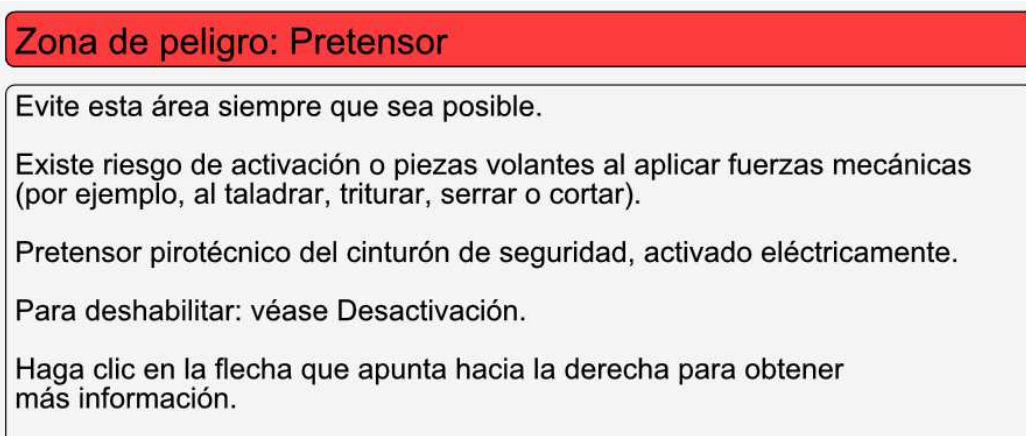 Zona de peligro: Pretensor
Evite esta área siempre que sea posible.
Existe riesgo de activación o piezas volantes al aplicar fuerzas mecánicas
(por ejemplo, al taladrar, triturar, serrar o cortar).
Pretensor pirotécnico del cinturón de seguridad, activado eléctricamente.
Para deshabilitar: véase Desactivación.
Haga clic en la flecha que apunta hacia la derecha para obtener
más información.